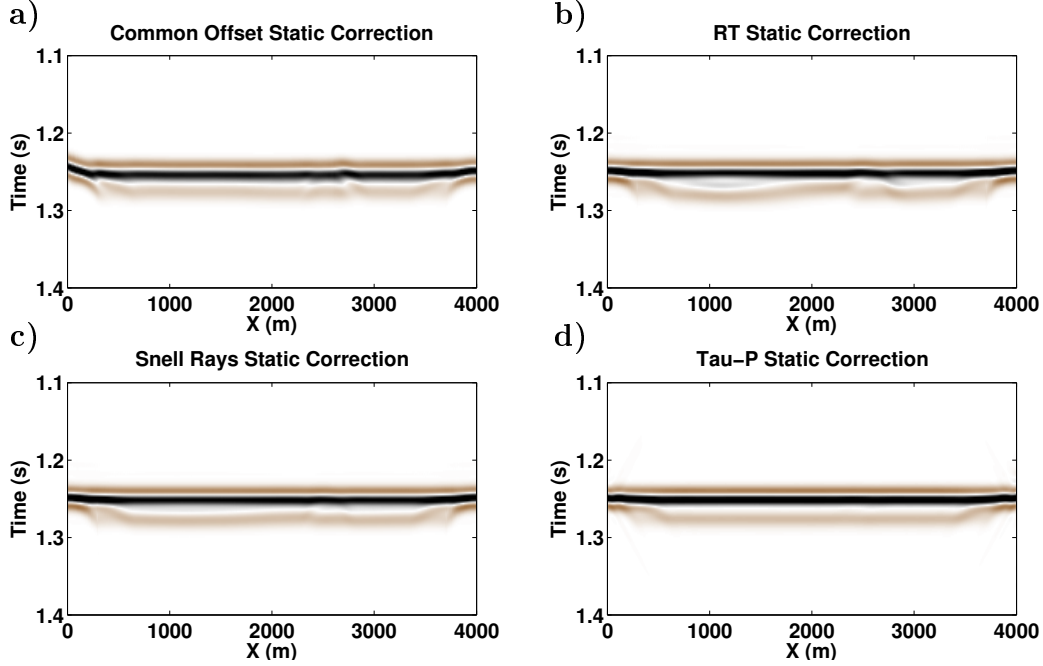 a)
Common Offset Static Correction
1.1
1.2
1.3
1.4
Time (s)
0 1000 2000 3000 4000
X (m)
b)
RT Static Correction
1.1
1.2
1.3
1.4
Time (s)
0 1000 2000 3000 4000
X (m)
c)
Snell Rays Static Correction
1.1
1.2
1.3
1.4
Time (s)
0 1000 2000 3000 4000
X (m)
d)
Tau−P Static Correction
1.1
1.2
1.3
1.4
Time (s)
0 1000 2000 3000 4000
X (m)